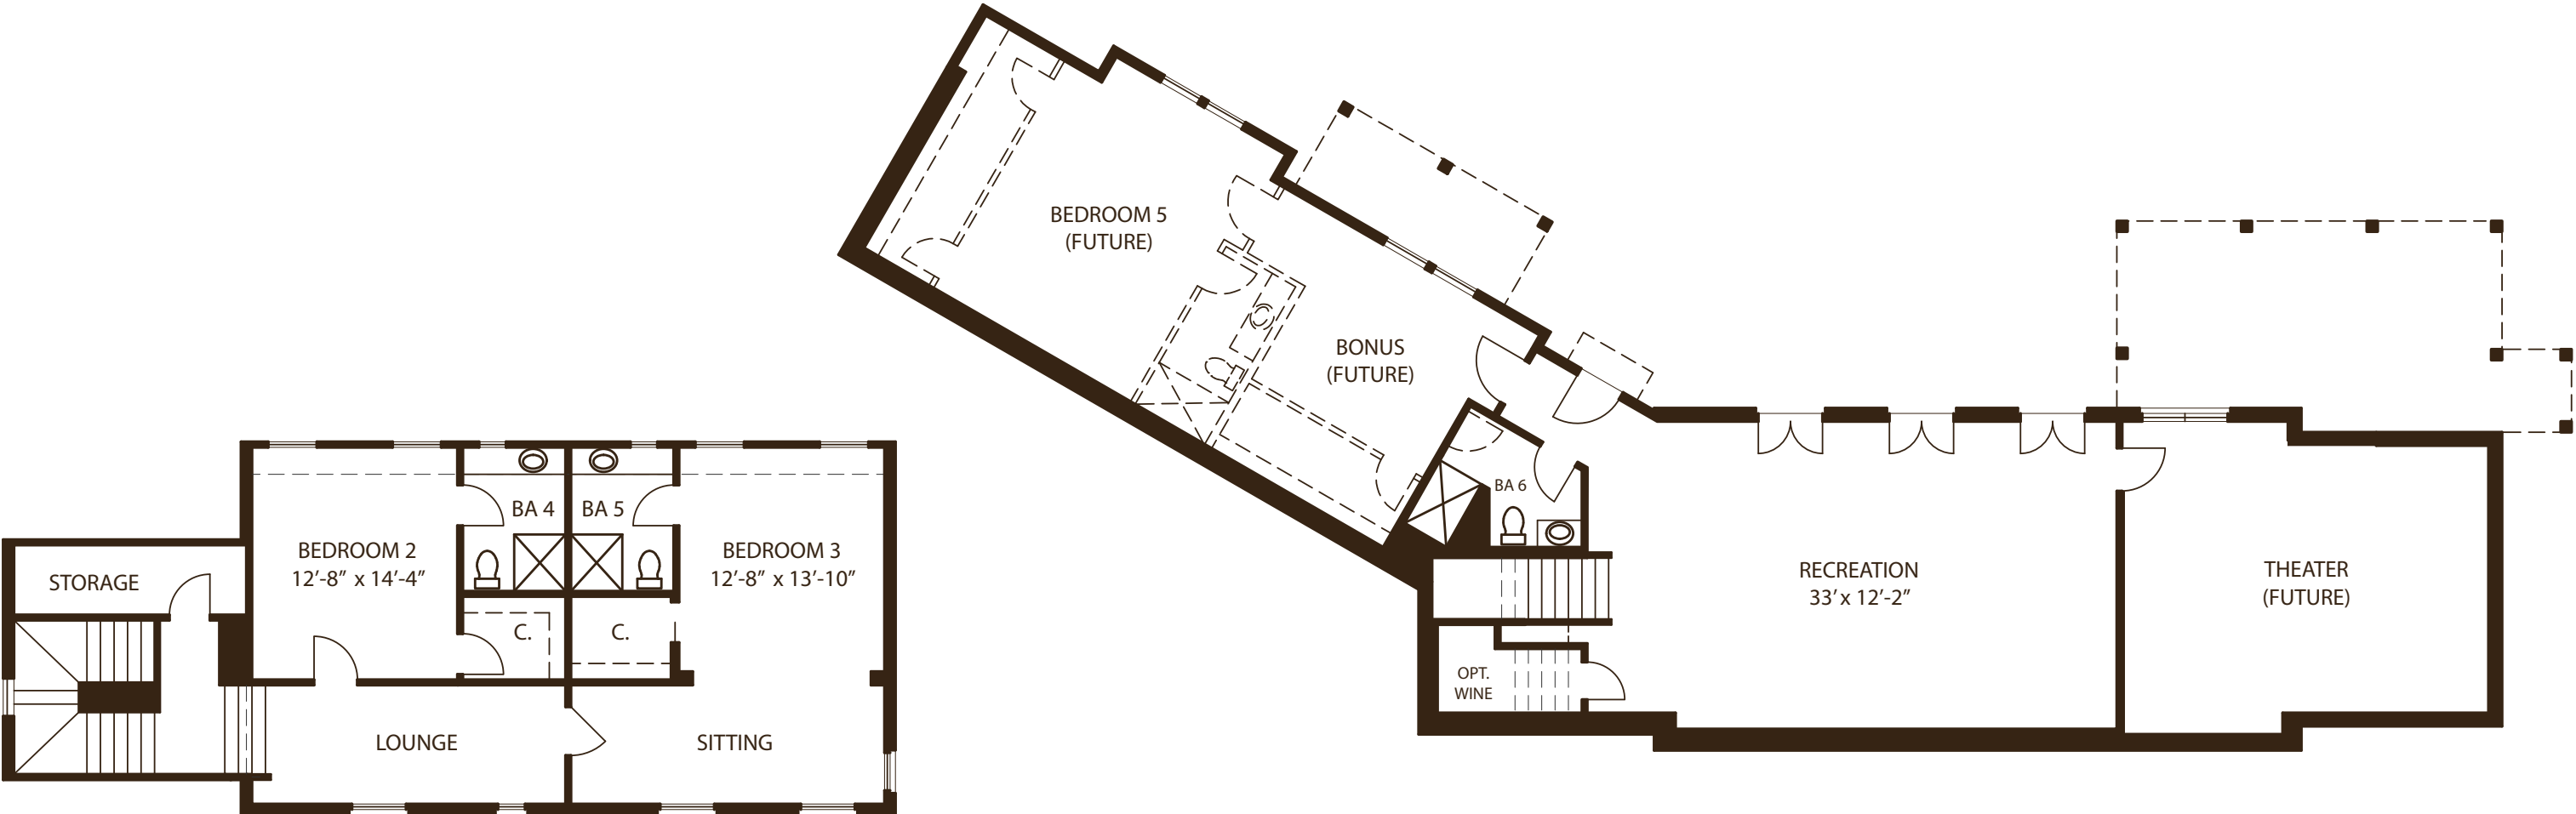 BEDROOM 5
(FUTURE)
BONUS
(FUTURE)
BA 6
BA 4
BA 5
BEDROOM 2
12'-8” x 14'-4”
BEDROOM 3
12'-8” x 13'-10”
STORAGE
C.
C.
LOUNGE
SITTING
RECREATION
33' x 12'-2”
THEATER
(FUTURE)
OPT.
WINE